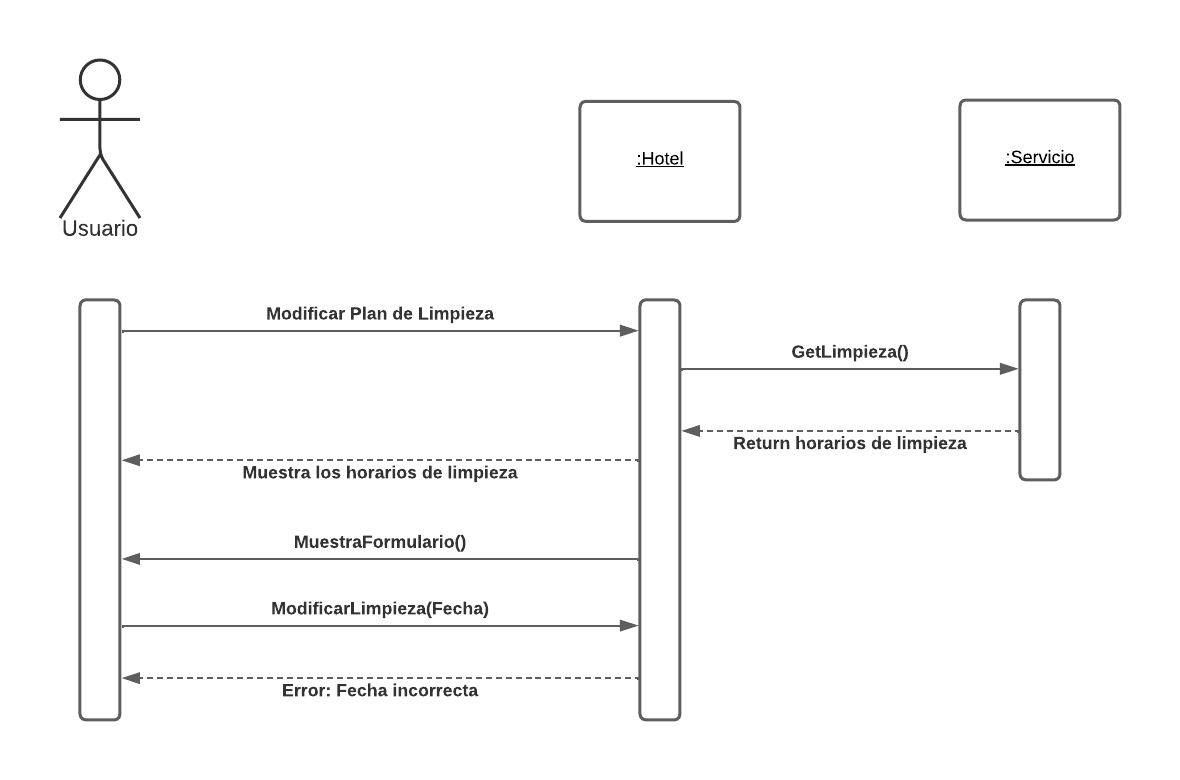 Usuario
:Hotel
:Servicio
Modificar Plan de Limpieza
GetLimpieza()
Return horarios de limpieza
Muestra los horarios de limpieza
MuestraFormulario()
ModificarLimpieza(Fecha)
Error: Fecha incorrecta